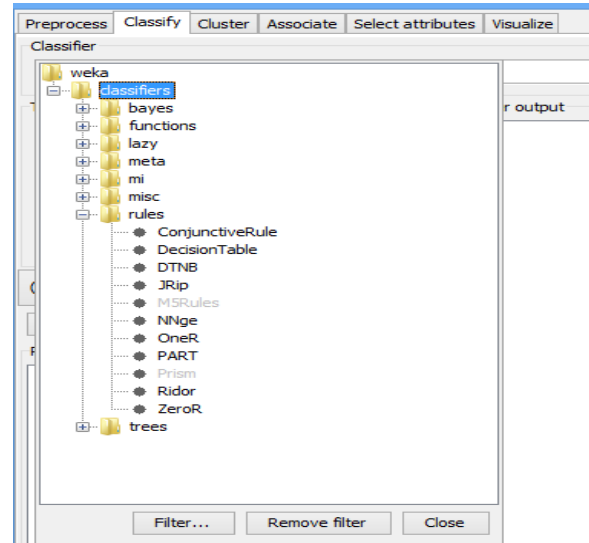 Preprocess Classify Cluster Associate Select attributes Visualize
Classifier
weka
classifiers
bayes
r output
functions
lazy
meta
mi
misc
rules
ConjunctiveRule
DecisionTable
DTNB
JRip
M5Rules
NNge
OneR
PART
Prism
Ridor
ZeroR
trees
Filter... Remove filter Close